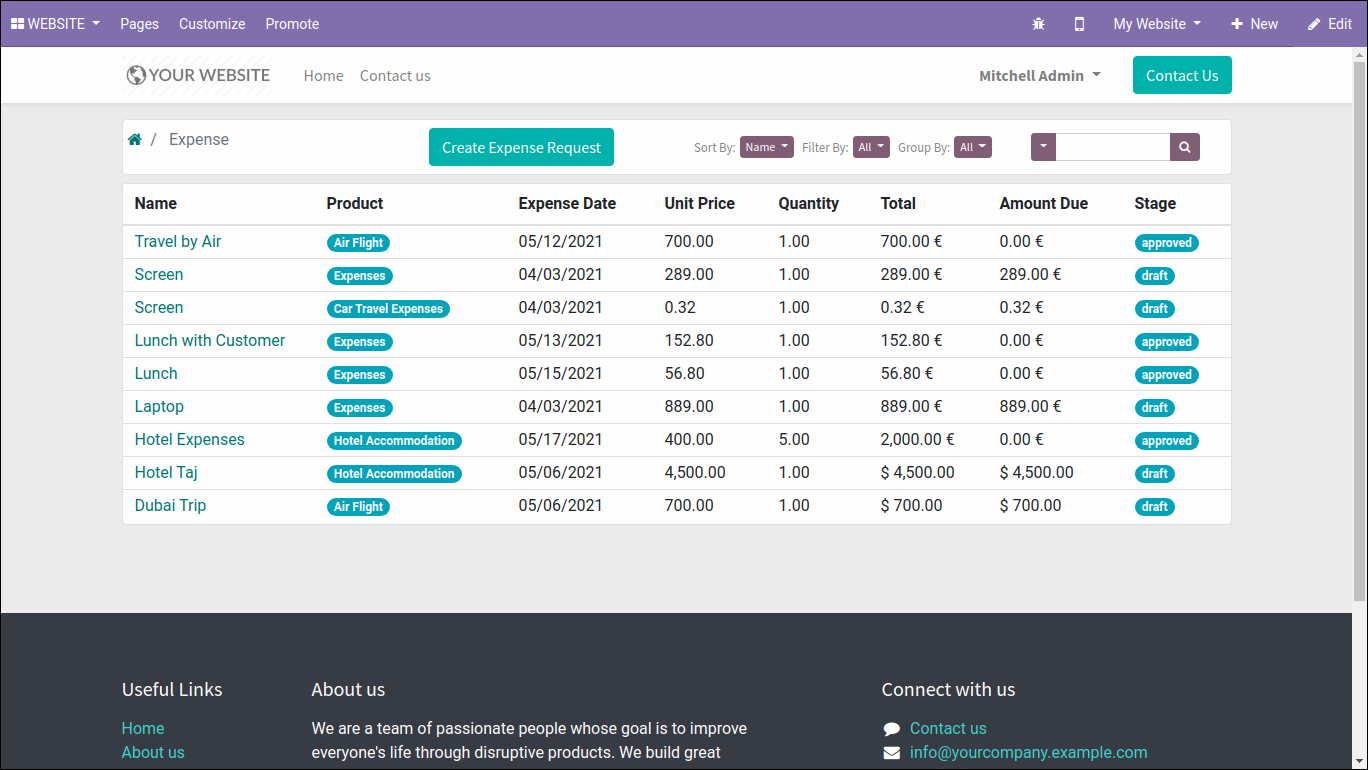 WEBSITE Pages Customize Promote My Website New Edit
YOUR WEBSITE Home Contact us Mitchell Admin Contact Us
/ Expense Create Expense Request Sort By: Name Filter By: All Group By: All
Name Product Expense Date Unit Price Quantity Total Amount Due Stage
Travel by Air Air Flight 05/12/2021 700.00 1.00 700.00 € 0.00 € approved
Screen Expenses 04/03/2021 289.00 1.00 289.00 € 289.00 € draft
Screen Car Travel Expenses 04/03/2021 0.32 1.00 0.32 € 0.32 € draft
Lunch with Customer Expenses 05/13/2021 152.80 1.00 152.80 € 0.00 € approved
Lunch Expenses 05/15/2021 56.80 1.00 56.80 € 0.00 € approved
Laptop Expenses 04/03/2021 889.00 1.00 889.00 € 889.00 € draft
Hotel Expenses Hotel Accommodation 05/17/2021 400.00 5.00 2,000.00 € 0.00 € approved
Hotel Taj Hotel Accommodation 05/06/2021 4,500.00 1.00 $ 4,500.00 $ 4,500.00 draft
Dubai Trip Air Flight 05/06/2021 700.00 1.00 $ 700.00 $ 700.00 draft
Useful Links About us Connect with us
Home We are a team of passionate people whose goal is to improve Contact us
About us everyone's life through disruptive products. We build great info@yourcompany.example.com